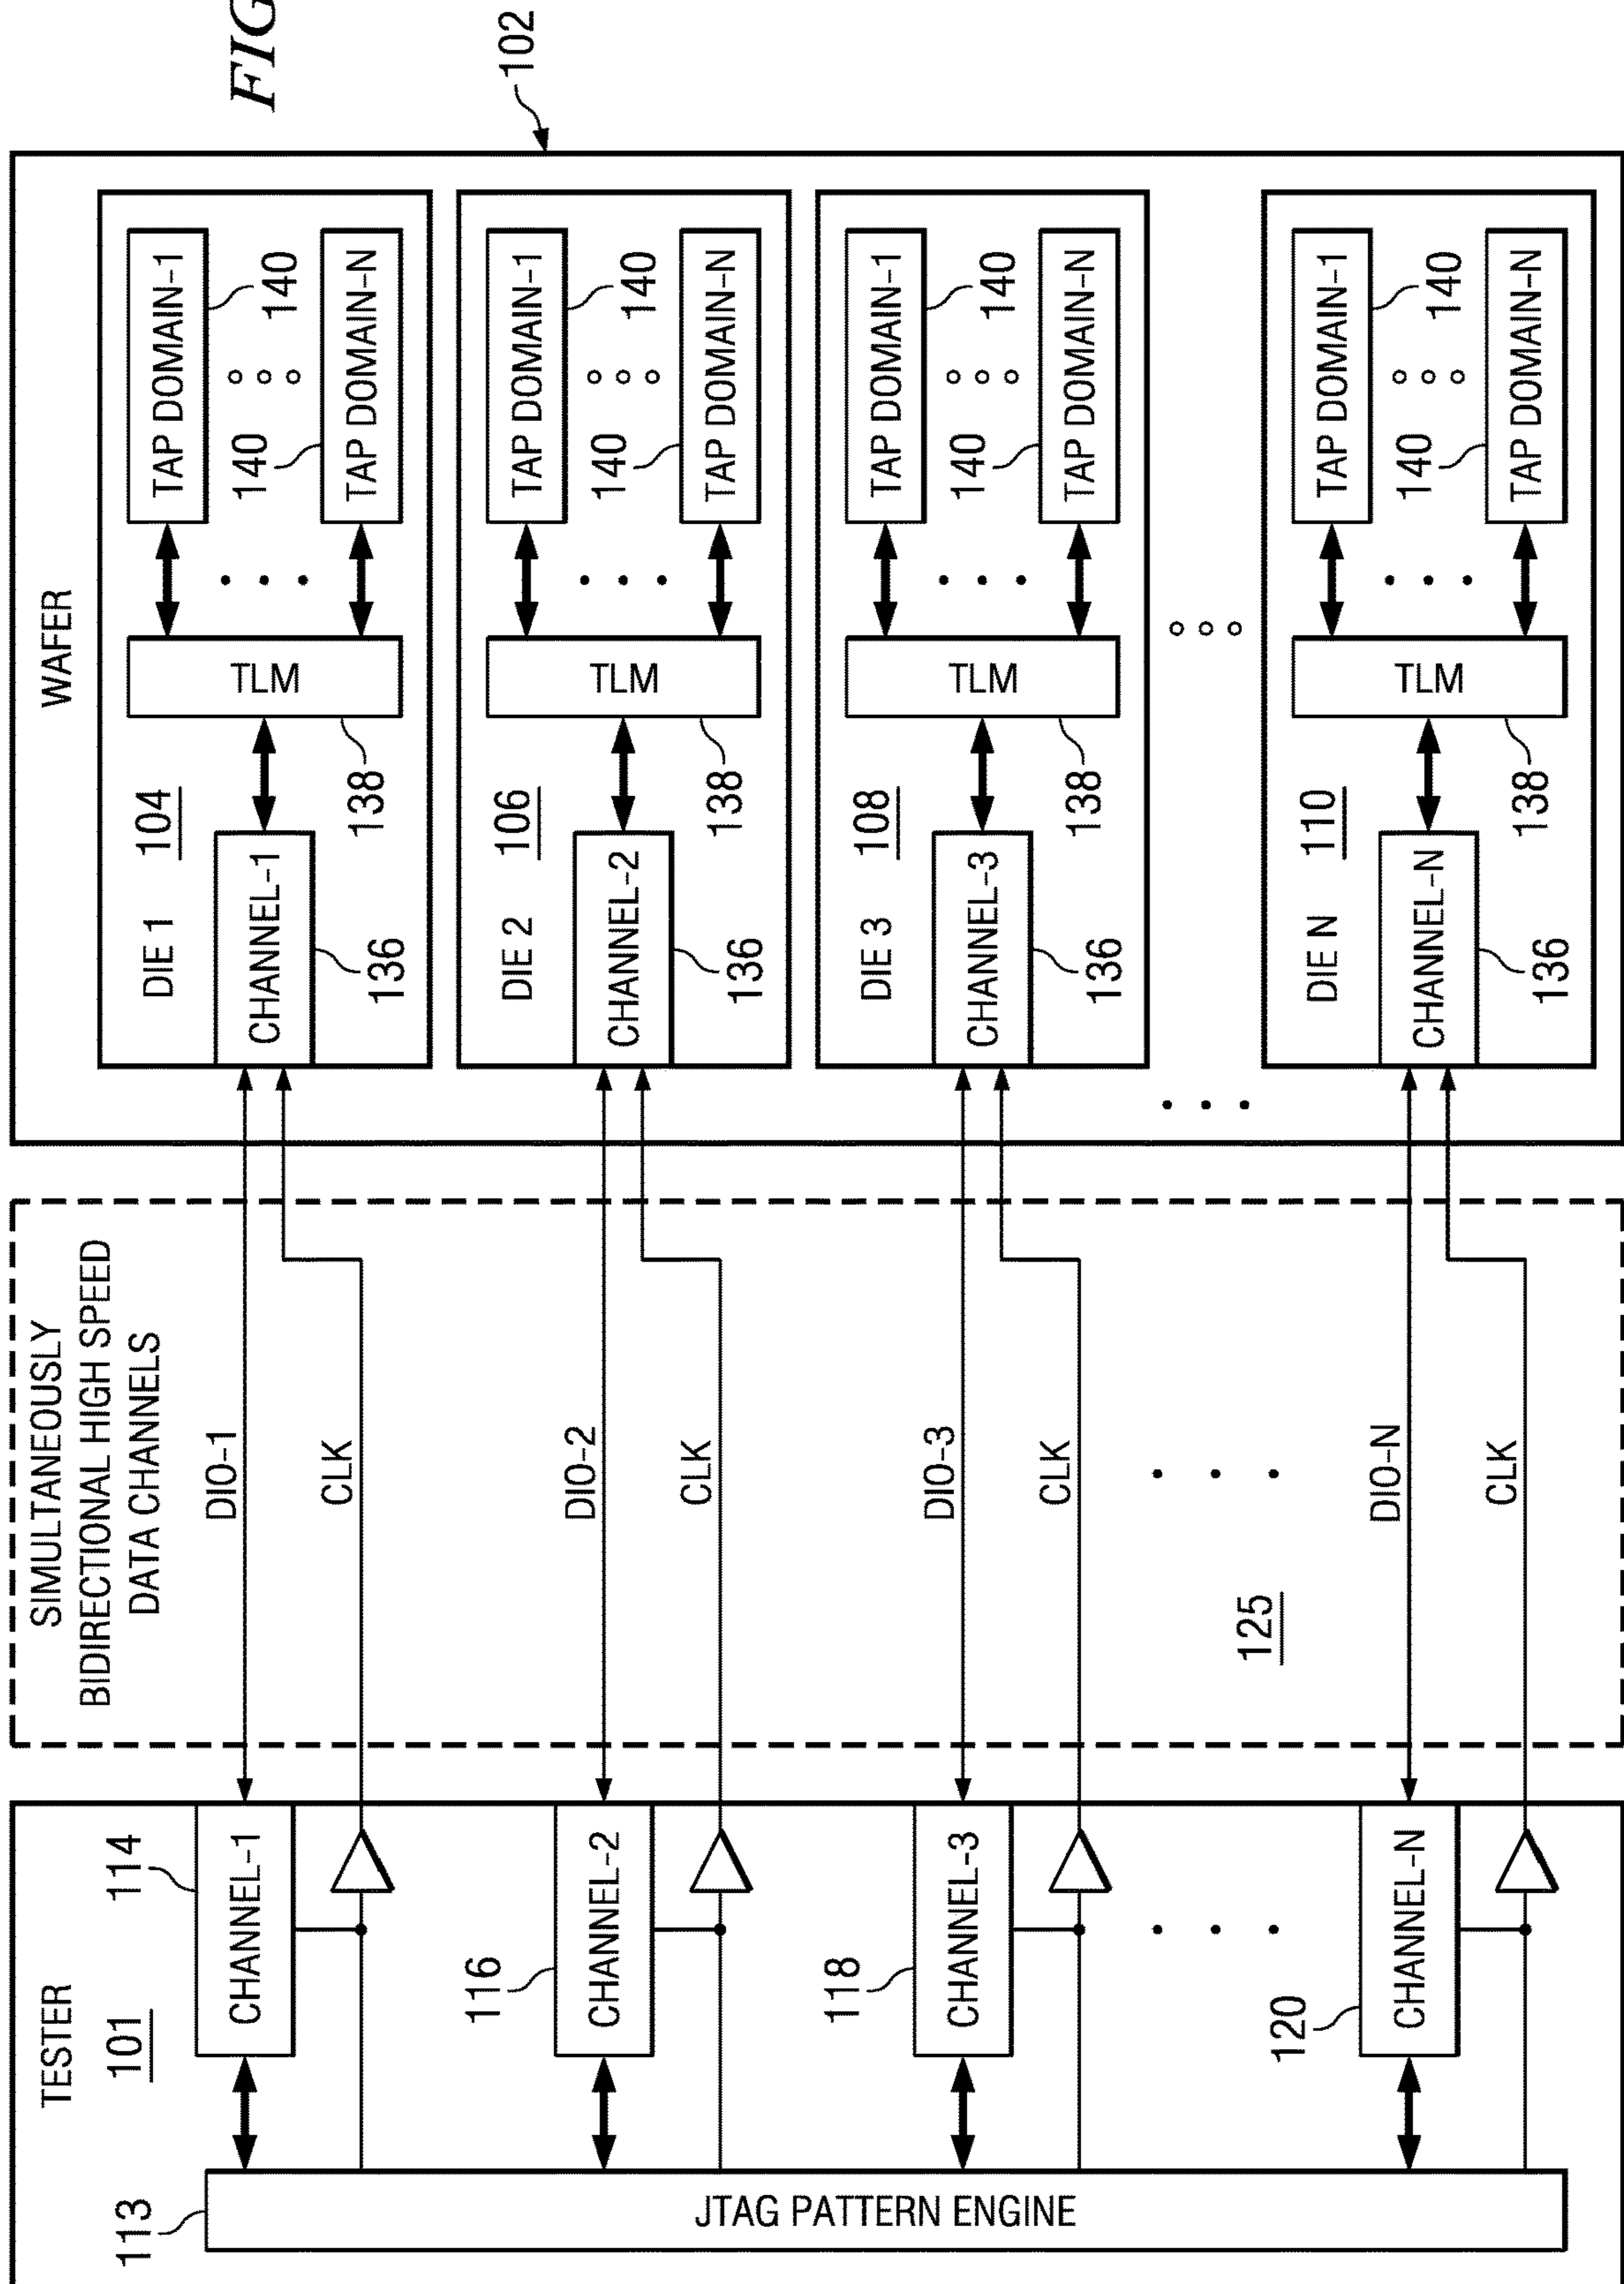 FIG
TESTER
101
113
JTAG PATTERN ENGINE
114
CHANNEL-1
116
CHANNEL-2
118
CHANNEL-3
120
CHANNEL-N
SIMULTANEOUSLY
BIDIRECTIONAL HIGH SPEED
DATA CHANNELS
DIO-1
CLK
DIO-2
CLK
DIO-3
CLK
DIO-N
CLK
125
WAFER
102
DIE 1
104
CHANNEL-1
136
TLM
138
TAP DOMAIN-1
140
140
TAP DOMAIN-N
DIE 2
106
CHANNEL-2
136
TLM
138
TAP DOMAIN-1
140
140
TAP DOMAIN-N
DIE 3
108
CHANNEL-3
136
TLM
138
TAP DOMAIN-1
140
140
TAP DOMAIN-N
DIE N
110
CHANNEL-N
136
TLM
138
TAP DOMAIN-1
140
140
TAP DOMAIN-N